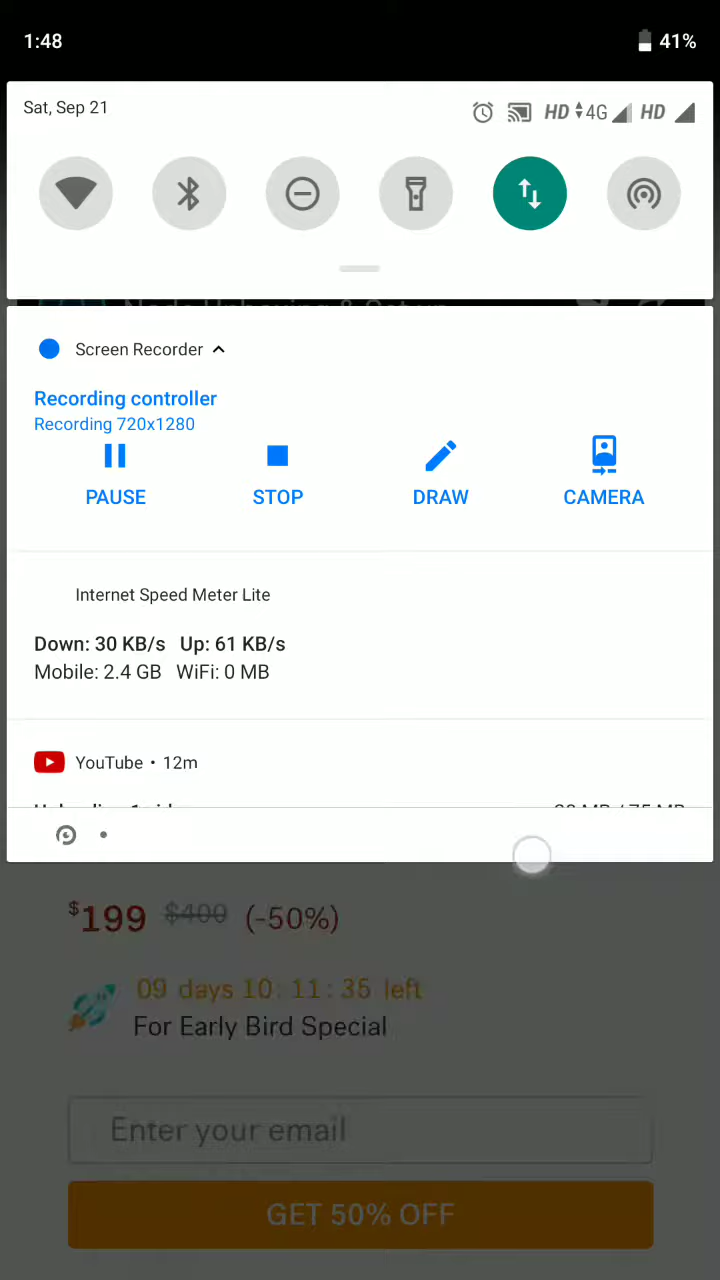 1:48
41%
Sat, Sep 21
HD 4G HD
Screen Recorder
Recording controller
Recording 720x1280
PAUSE STOP DRAW CAMERA
Internet Speed Meter Lite
Down: 30 KB/s Up: 61 KB/s
Mobile: 2.4 GB WiFi: 0 MB
YouTube • 12m
$199 $400 (-50%)
09 days 10 : 11 : 35 left
For Early Bird Special
Enter your email
GET 50% OFF